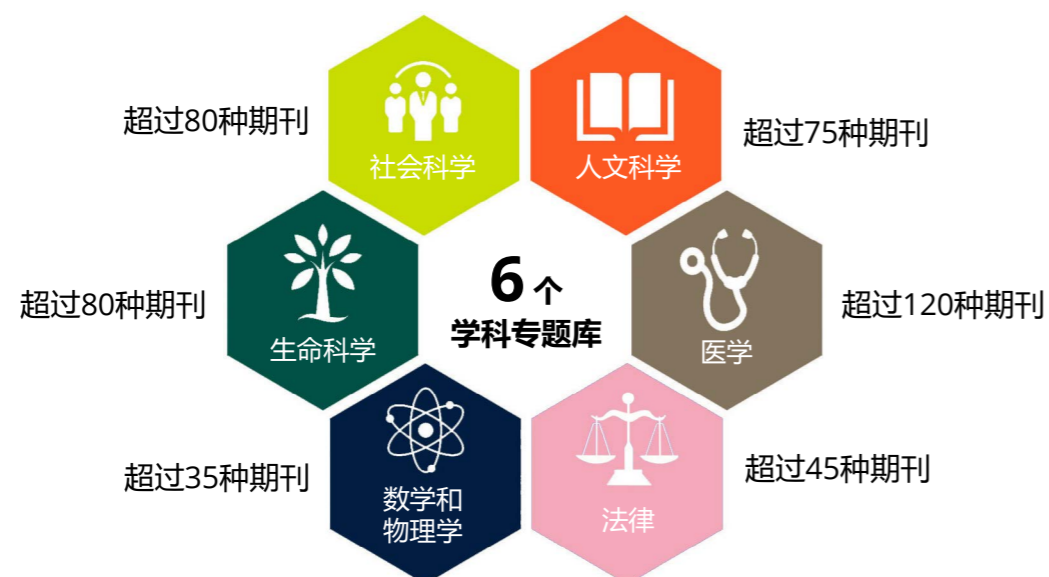 超过80种期刊
社会科学
人文科学
超过75种期刊
超过80种期刊
生命科学
6 个
学科专题库
医学
超过120种期刊
超过35种期刊
数学和
物理学
法律
超过45种期刊